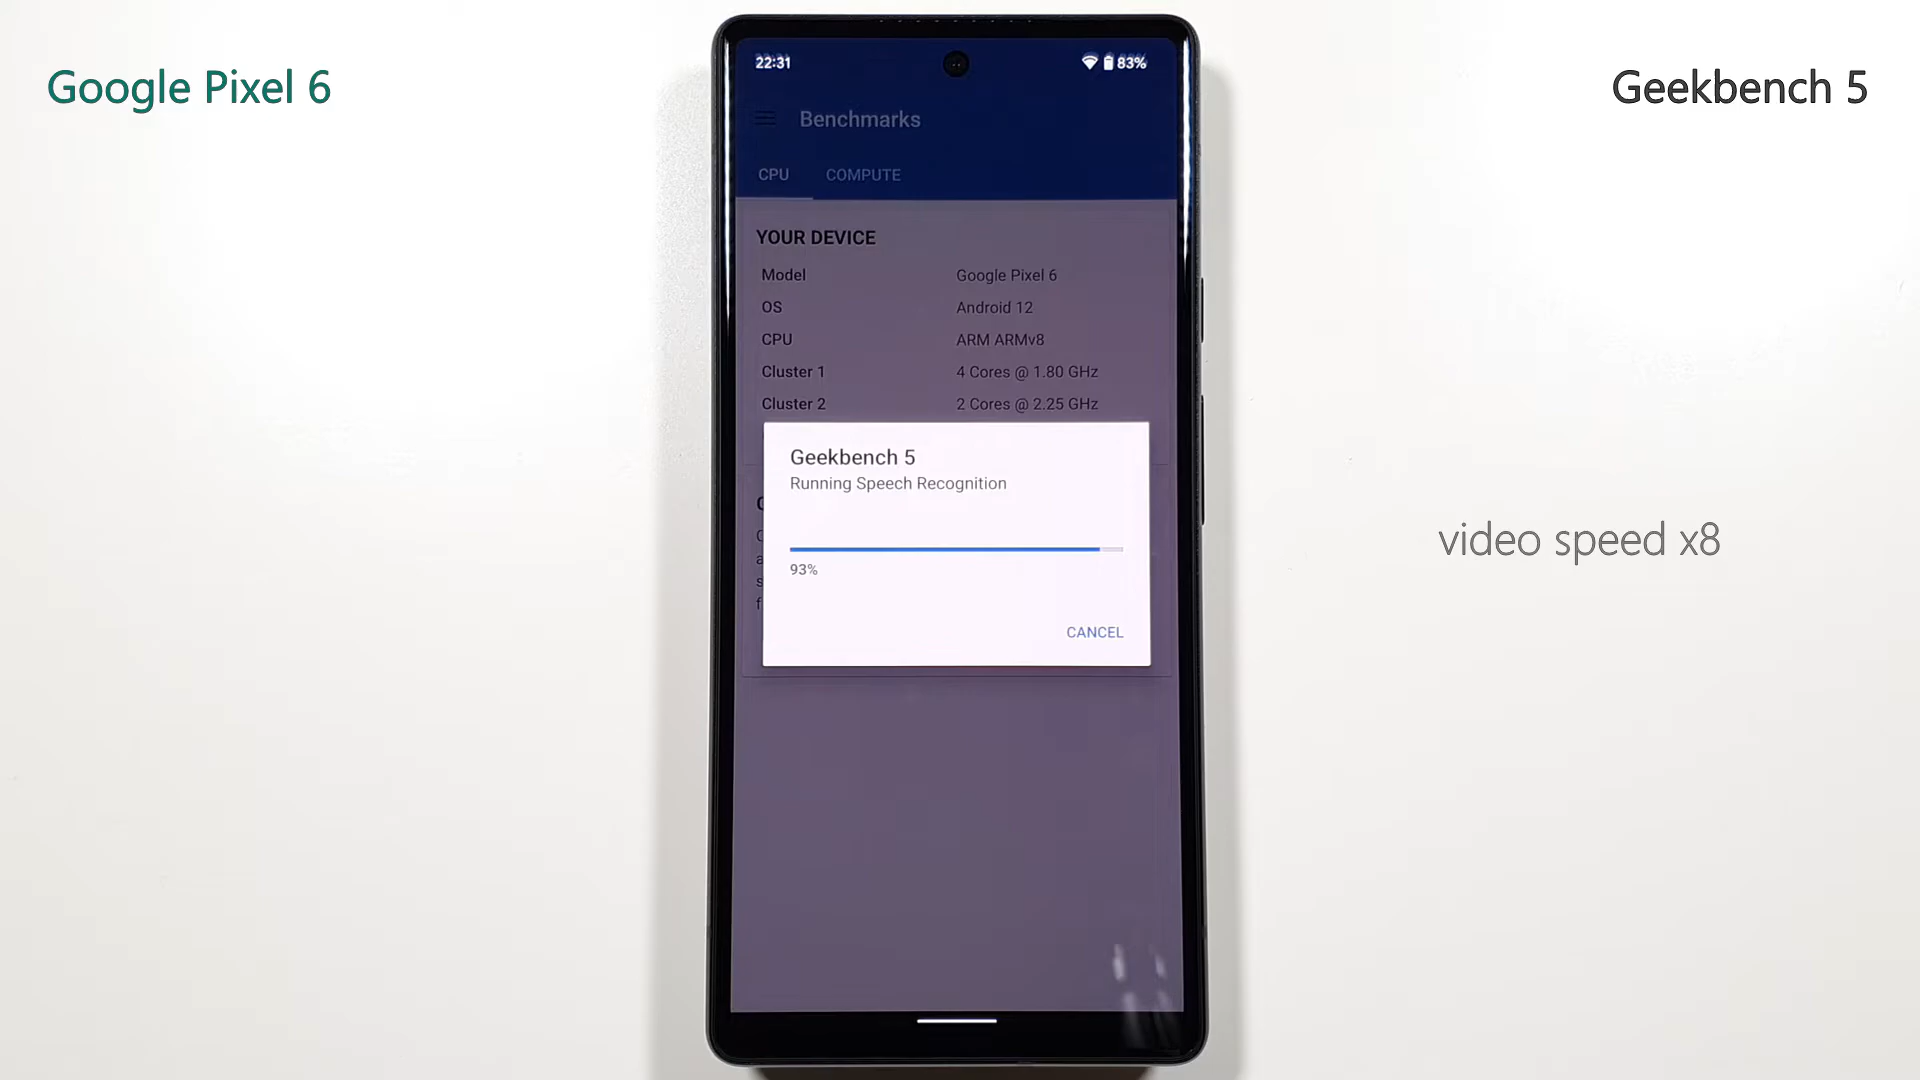 Google Pixel 6
Geekbench 5
22:31
83%
Benchmarks
CPU
COMPUTE
YOUR DEVICE
Model Google Pixel 6
OS Android 12
CPU ARM ARMv8
Cluster 1 4 Cores @ 1.80 GHz
Cluster 2 2 Cores @ 2.25 GHz
Geekbench 5
Running Speech Recognition
93%
CANCEL
video speed x8